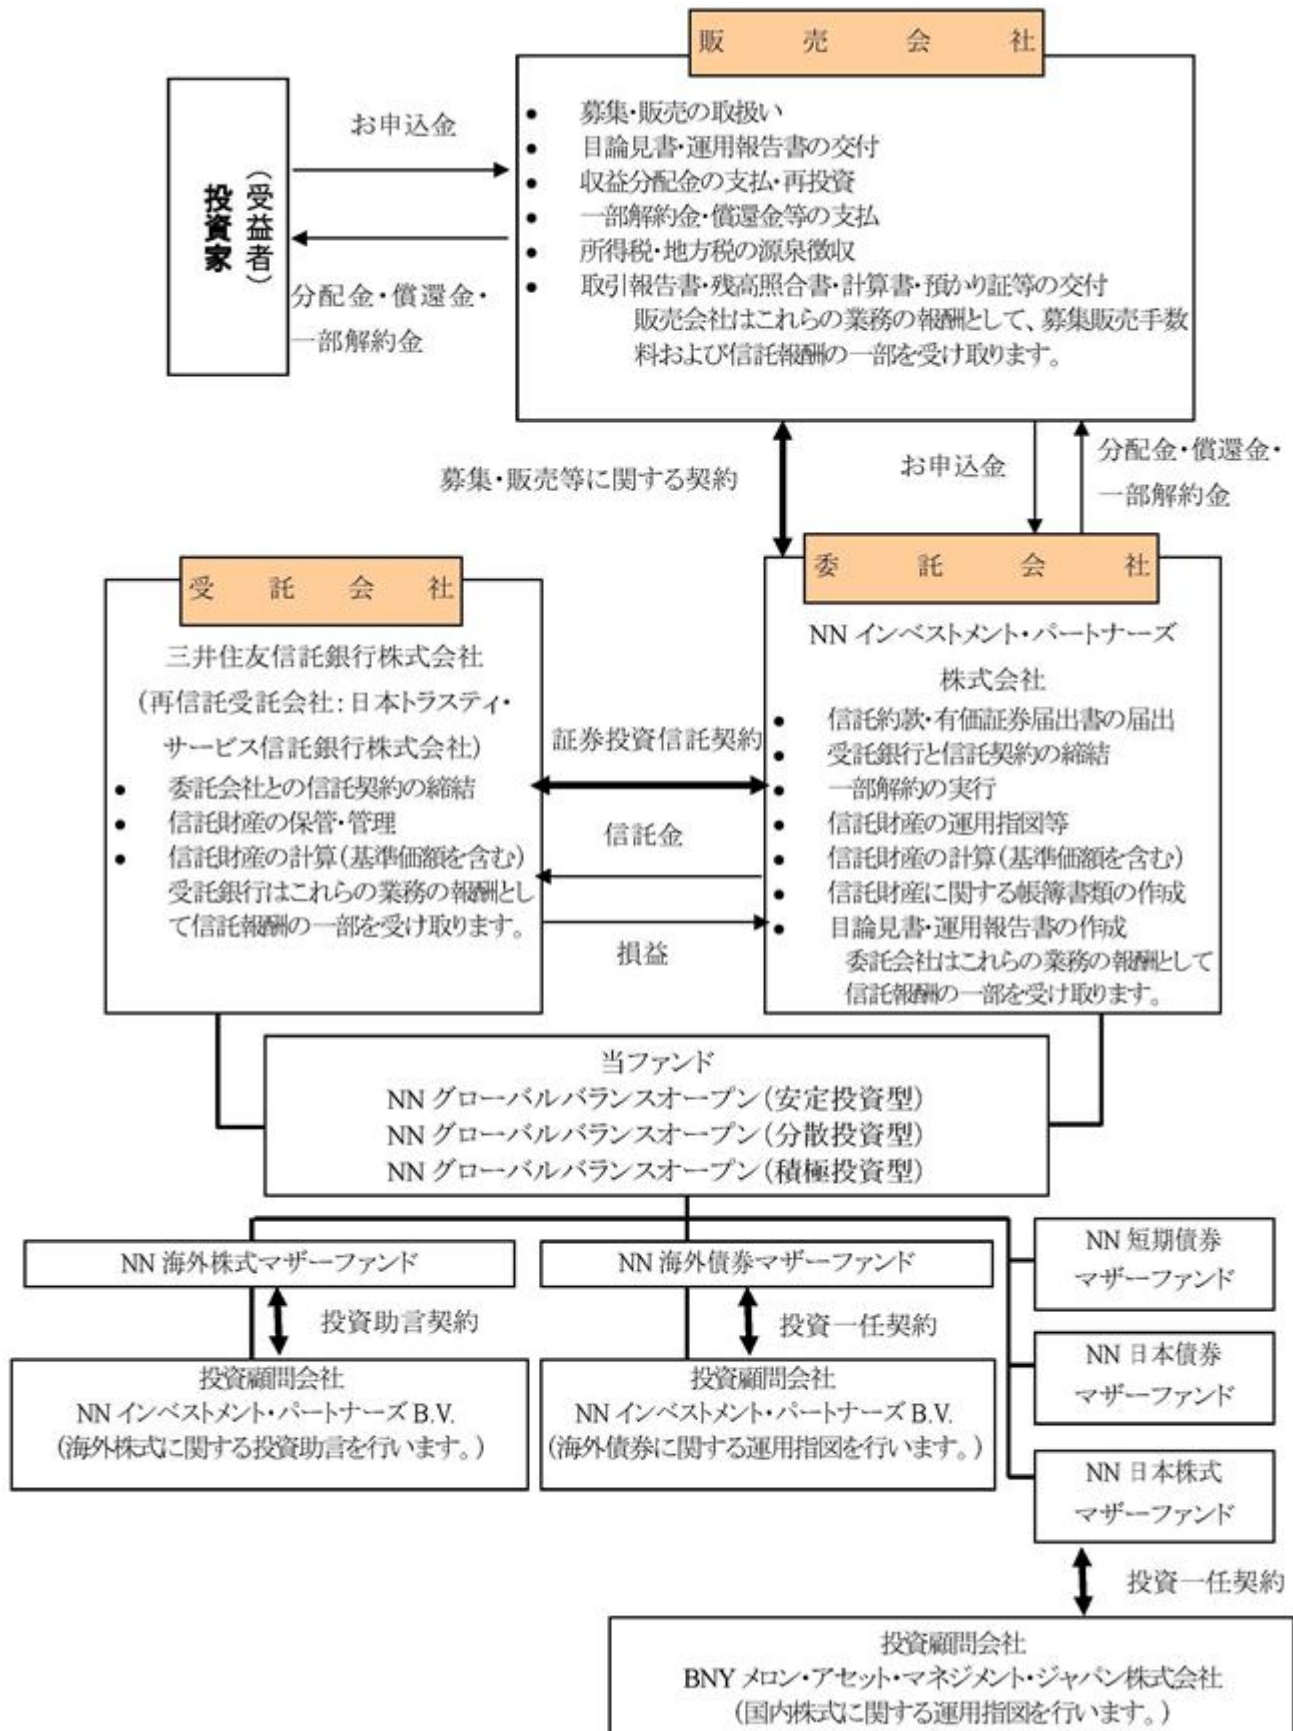 販売会社
投資家
(受益者)
お申込金
分配金・償還金・
一部解約金
● 募集・販売の取扱い
● 目論見書・運用報告書の交付
● 収益分配金の支払・再投資
● 一部解約金・償還金等の支払
● 所得税・地方税の源泉徴収
● 取引報告書・残高照合書・計算書・預かり証等の交付
販売会社はこれらの業務の報酬として、募集販売手数
料および信託報酬の一部を受け取ります。
募集・販売等に関する契約
お申込金
分配金・償還金・
一部解約金
受託会社
三井住友信託銀行株式会社
(再信託受託会社:日本トラスティ・
サービス信託銀行株式会社)
● 委託会社との信託契約の締結
● 信託財産の保管・管理
● 信託財産の計算(基準価額を含む)
受託銀行はこれらの業務の報酬とし
て信託報酬の一部を受け取ります。
証券投資信託契約
信託金
損益
委託会社
NN インベストメント・パートナーズ
株式会社
● 信託約款・有価証券届出書の届出
● 受託銀行と信託契約の締結
● 一部解約の実行
● 信託財産の運用指図等
● 信託財産の計算(基準価額を含む)
● 信託財産に関する帳簿書類の作成
● 目論見書・運用報告書の作成
委託会社はこれらの業務の報酬として
信託報酬の一部を受け取ります。
当ファンド
NN グローバルバランスオープン(安定投資型)
NN グローバルバランスオープン(分散投資型)
NN グローバルバランスオープン(積極投資型)
NN 海外株式マザーファンド
投資助言契約
投資顧問会社
NN インベストメント・パートナーズ B.V.
(海外株式に関する投資助言を行います。)
NN 海外債券マザーファンド
投資一任契約
投資顧問会社
NN インベストメント・パートナーズ B.V.
(海外債券に関する運用指図を行います。)
NN 短期債券
マザーファンド
NN 日本債券
マザーファンド
NN 日本株式
マザーファンド
投資一任契約
投資顧問会社
BNY メロン・アセット・マネジメント・ジャパン株式会社
(国内株式に関する運用指図を行います。)